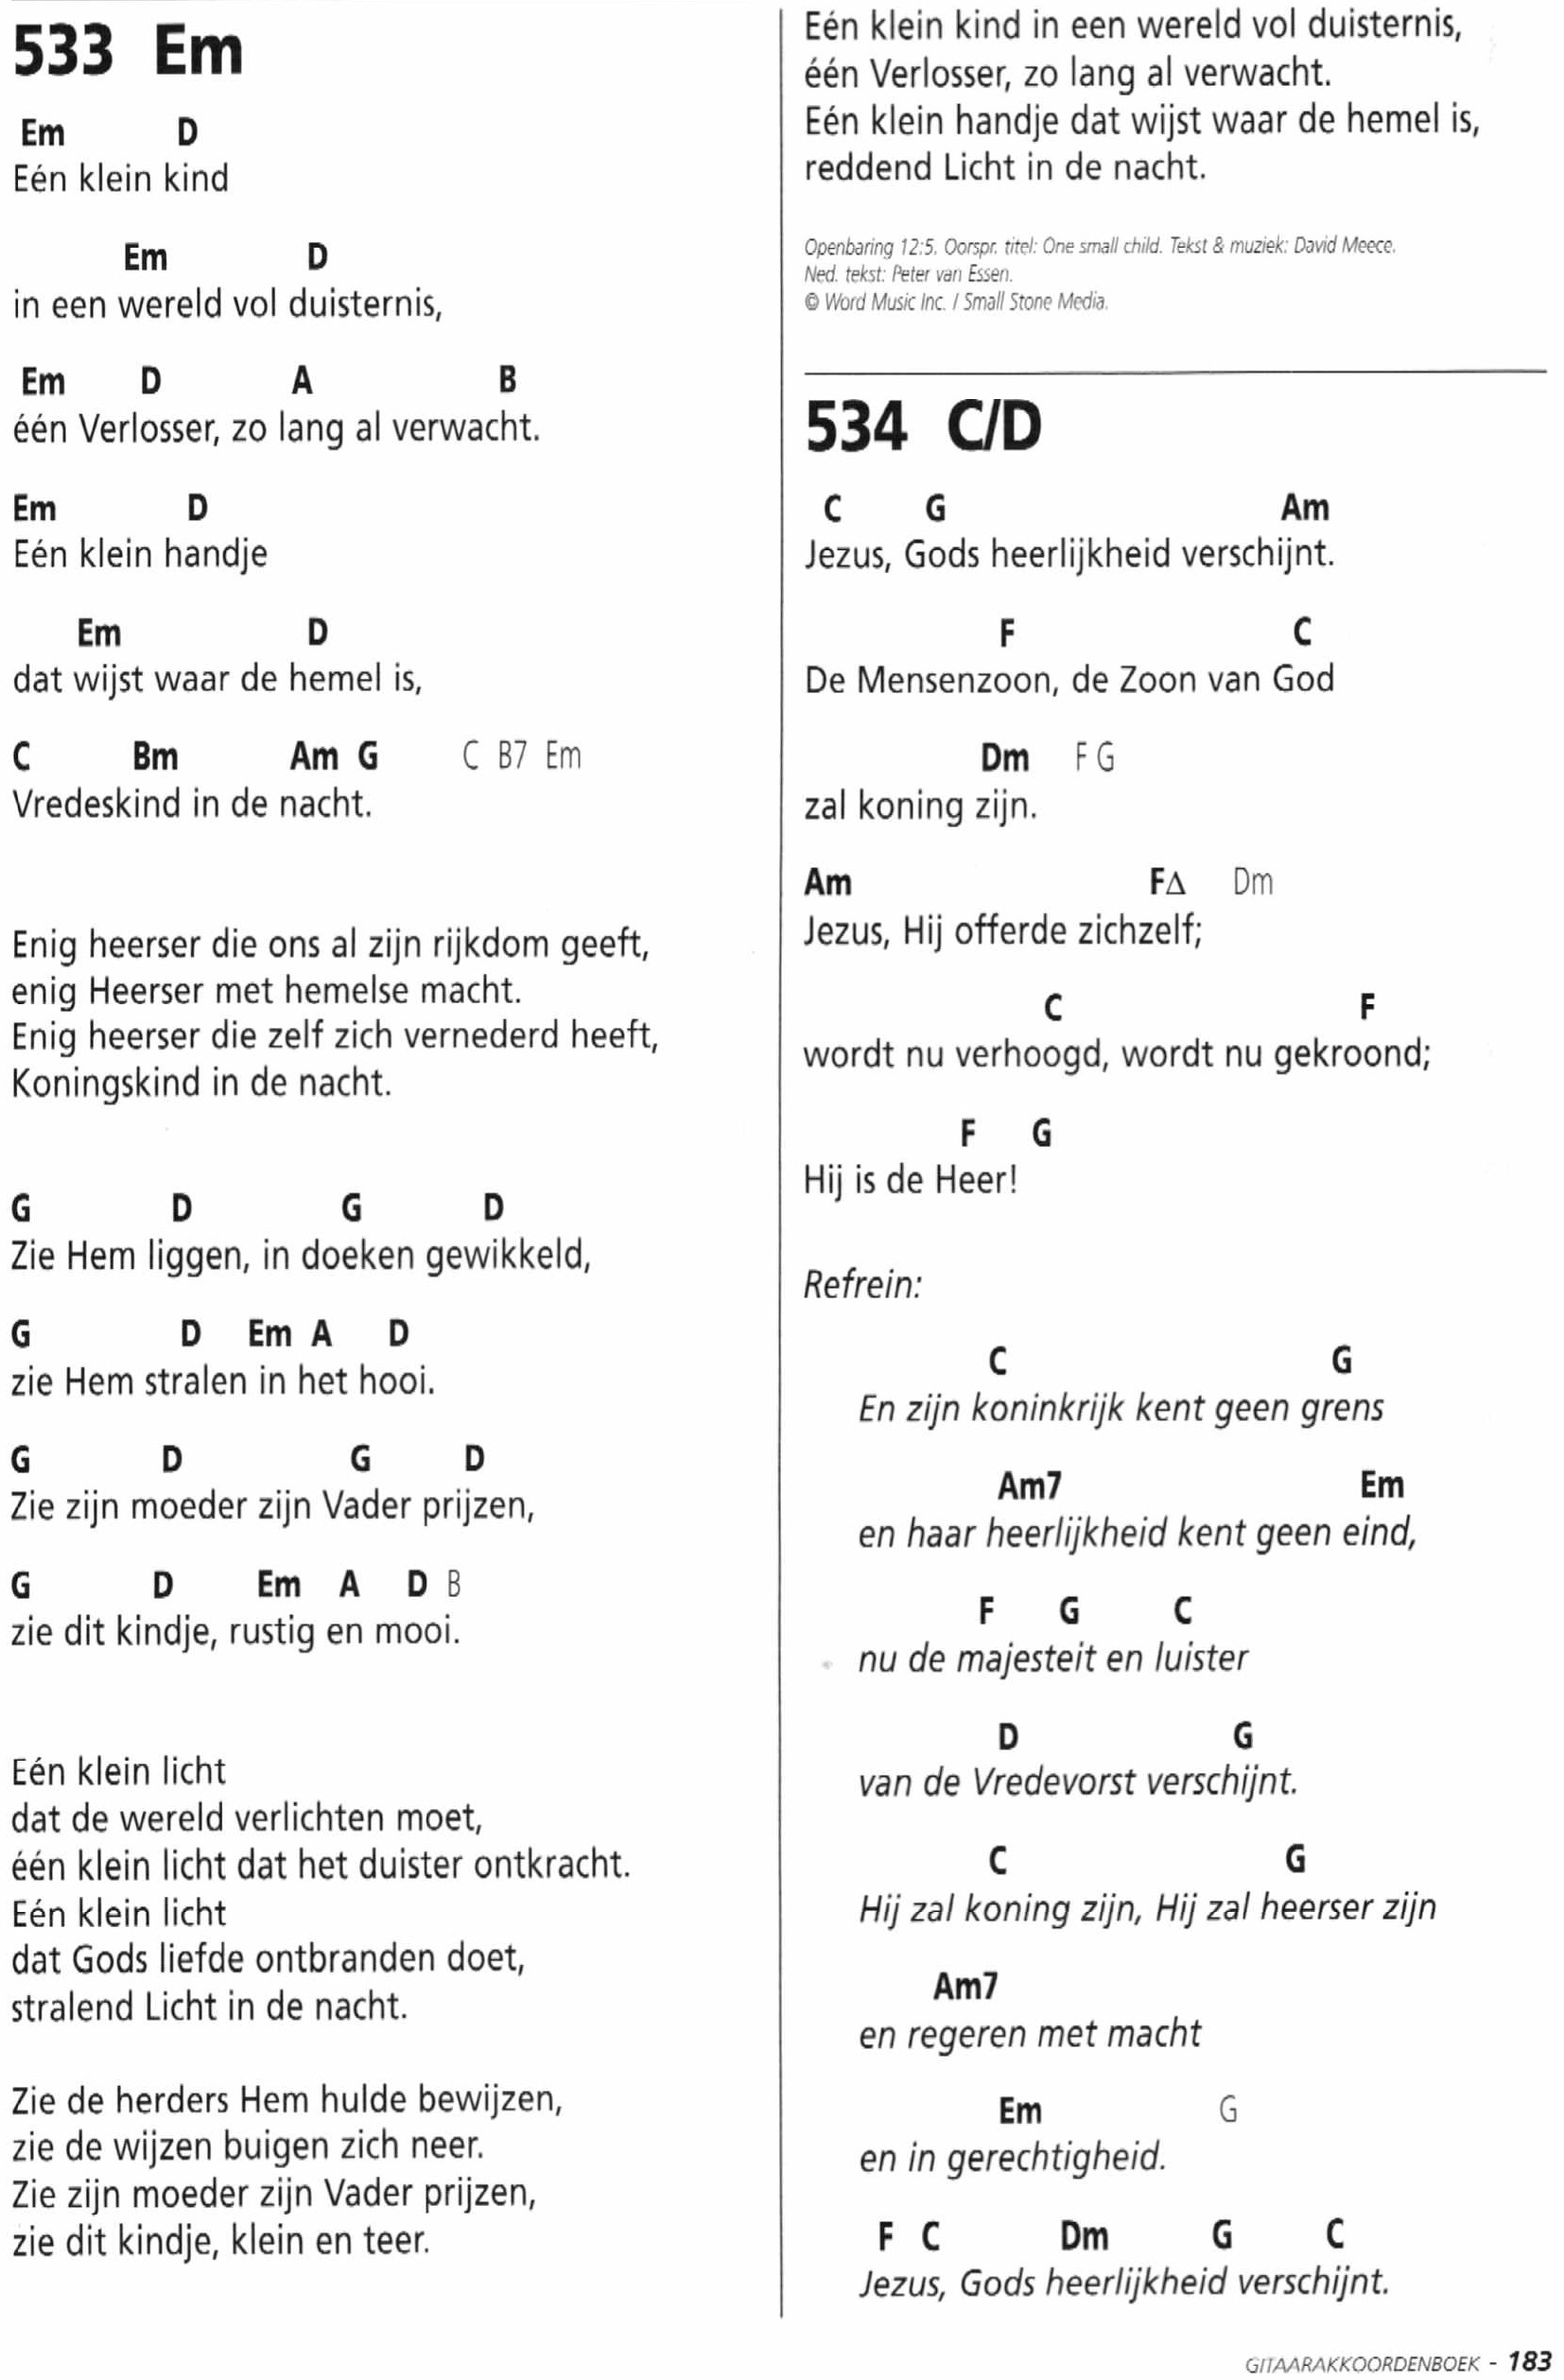 533 Em
Em D
Eén klein kind
Em D
in een wereld vol duisternis,
Em D A B
één Verlosser, zo lang al verwacht.
Em D
Eén klein handje
Em D
dat wijst waar de hemel is,
C Bm Am G C B7 Em
Vredeskind in de nacht.
Enig heerser die ons al zijn rijkdom geeft,
enig Heerser met hemelse macht.
Enig heerser die zelf zich vernederd heeft,
Koningskind in de nacht.
G D G D
Zie Hem liggen, in doeken gewikkeld,
G D Em A D
zie Hem stralen in het hooi.
G D G D
Zie zijn moeder zijn Vader prijzen,
G D Em A D B
zie dit kindje, rustig en mooi.
Eén klein licht
dat de wereld verlichten moet,
één klein licht dat het duister ontkracht.
Eén klein licht
dat Gods liefde ontbranden doet,
stralend Licht in de nacht.
Zie de herders Hem hulde bewijzen,
zie de wijzen buigen zich neer.
Zie zijn moeder zijn Vader prijzen,
zie dit kindje, klein en teer.
Eén klein kind in een wereld vol duisternis,
één Verlosser, zo lang al verwacht.
Eén klein handje dat wijst waar de hemel is,
reddend Licht in de nacht.
Openbaring 12:5. Oorspr. titel: One small child. Tekst & muziek: David Meece.
Ned. tekst: Peter van Essen.
© Word Music Inc. / Small Stone Media.
534 C/D
C G Am
Jezus, Gods heerlijkheid verschijnt.
F C
De Mensenzoon, de Zoon van God
Dm F G
zal koning zijn.
Am F∆ Dm
Jezus, Hij offerde zichzelf;
C F
wordt nu verhoogd, wordt nu gekroond;
F G
Hij is de Heer!
Refrein:
C G
En zijn koninkrijk kent geen grens
Am7 Em
en haar heerlijkheid kent geen eind,
F G C
nu de majesteit en luister
D G
van de Vredevorst verschijnt.
C G
Hij zal koning zijn, Hij zal heerser zijn
Am7
en regeren met macht
Em G
en in gerechtigheid.
F C Dm G C
Jezus, Gods heerlijkheid verschijnt.
GITAARAKKOORDENBOEK - 183